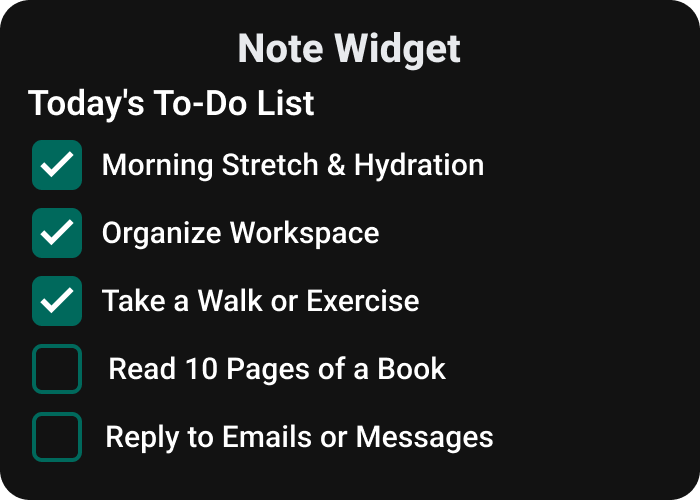 Note Widget
Today's To-Do List
Morning Stretch & Hydration
Organize Workspace
Take a Walk or Exercise
Read 10 Pages of a Book
Reply to Emails or Messages